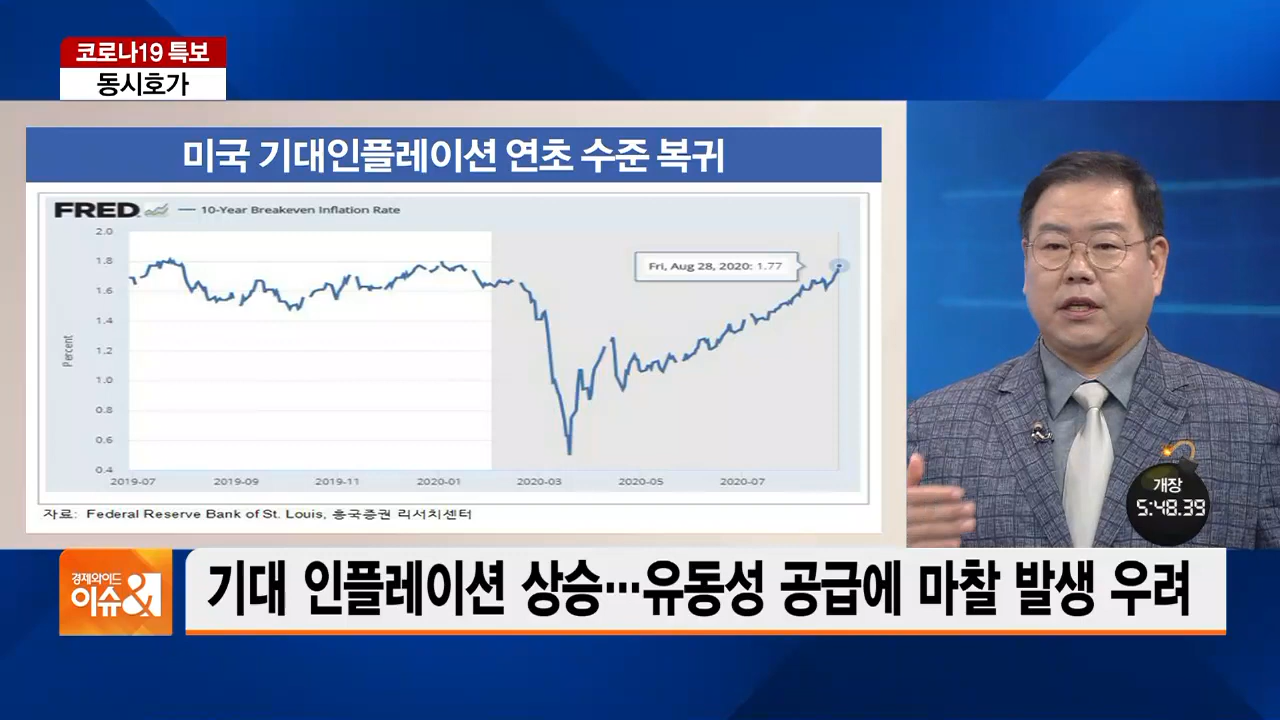 코로나19 특보
동시호가
미국 기대인플레이션 연초 수준 복귀
FRED 10-Year Breakeven Inflation Rate
2.0
1.8
1.6
1.4
1.2
1.0
0.8
0.6
0.4
Percent
Fri, Aug 28, 2020: 1.77
2019-07 2019-09 2019-11 2020-01 2020-03 2020-05 2020-07
자료: Federal Reserve Bank of St. Louis, 흥국증권 리서치센터
개장
5:48.39
경제와이드
이슈&
기대 인플레이션 상승…유동성 공급에 마찰 발생 우려